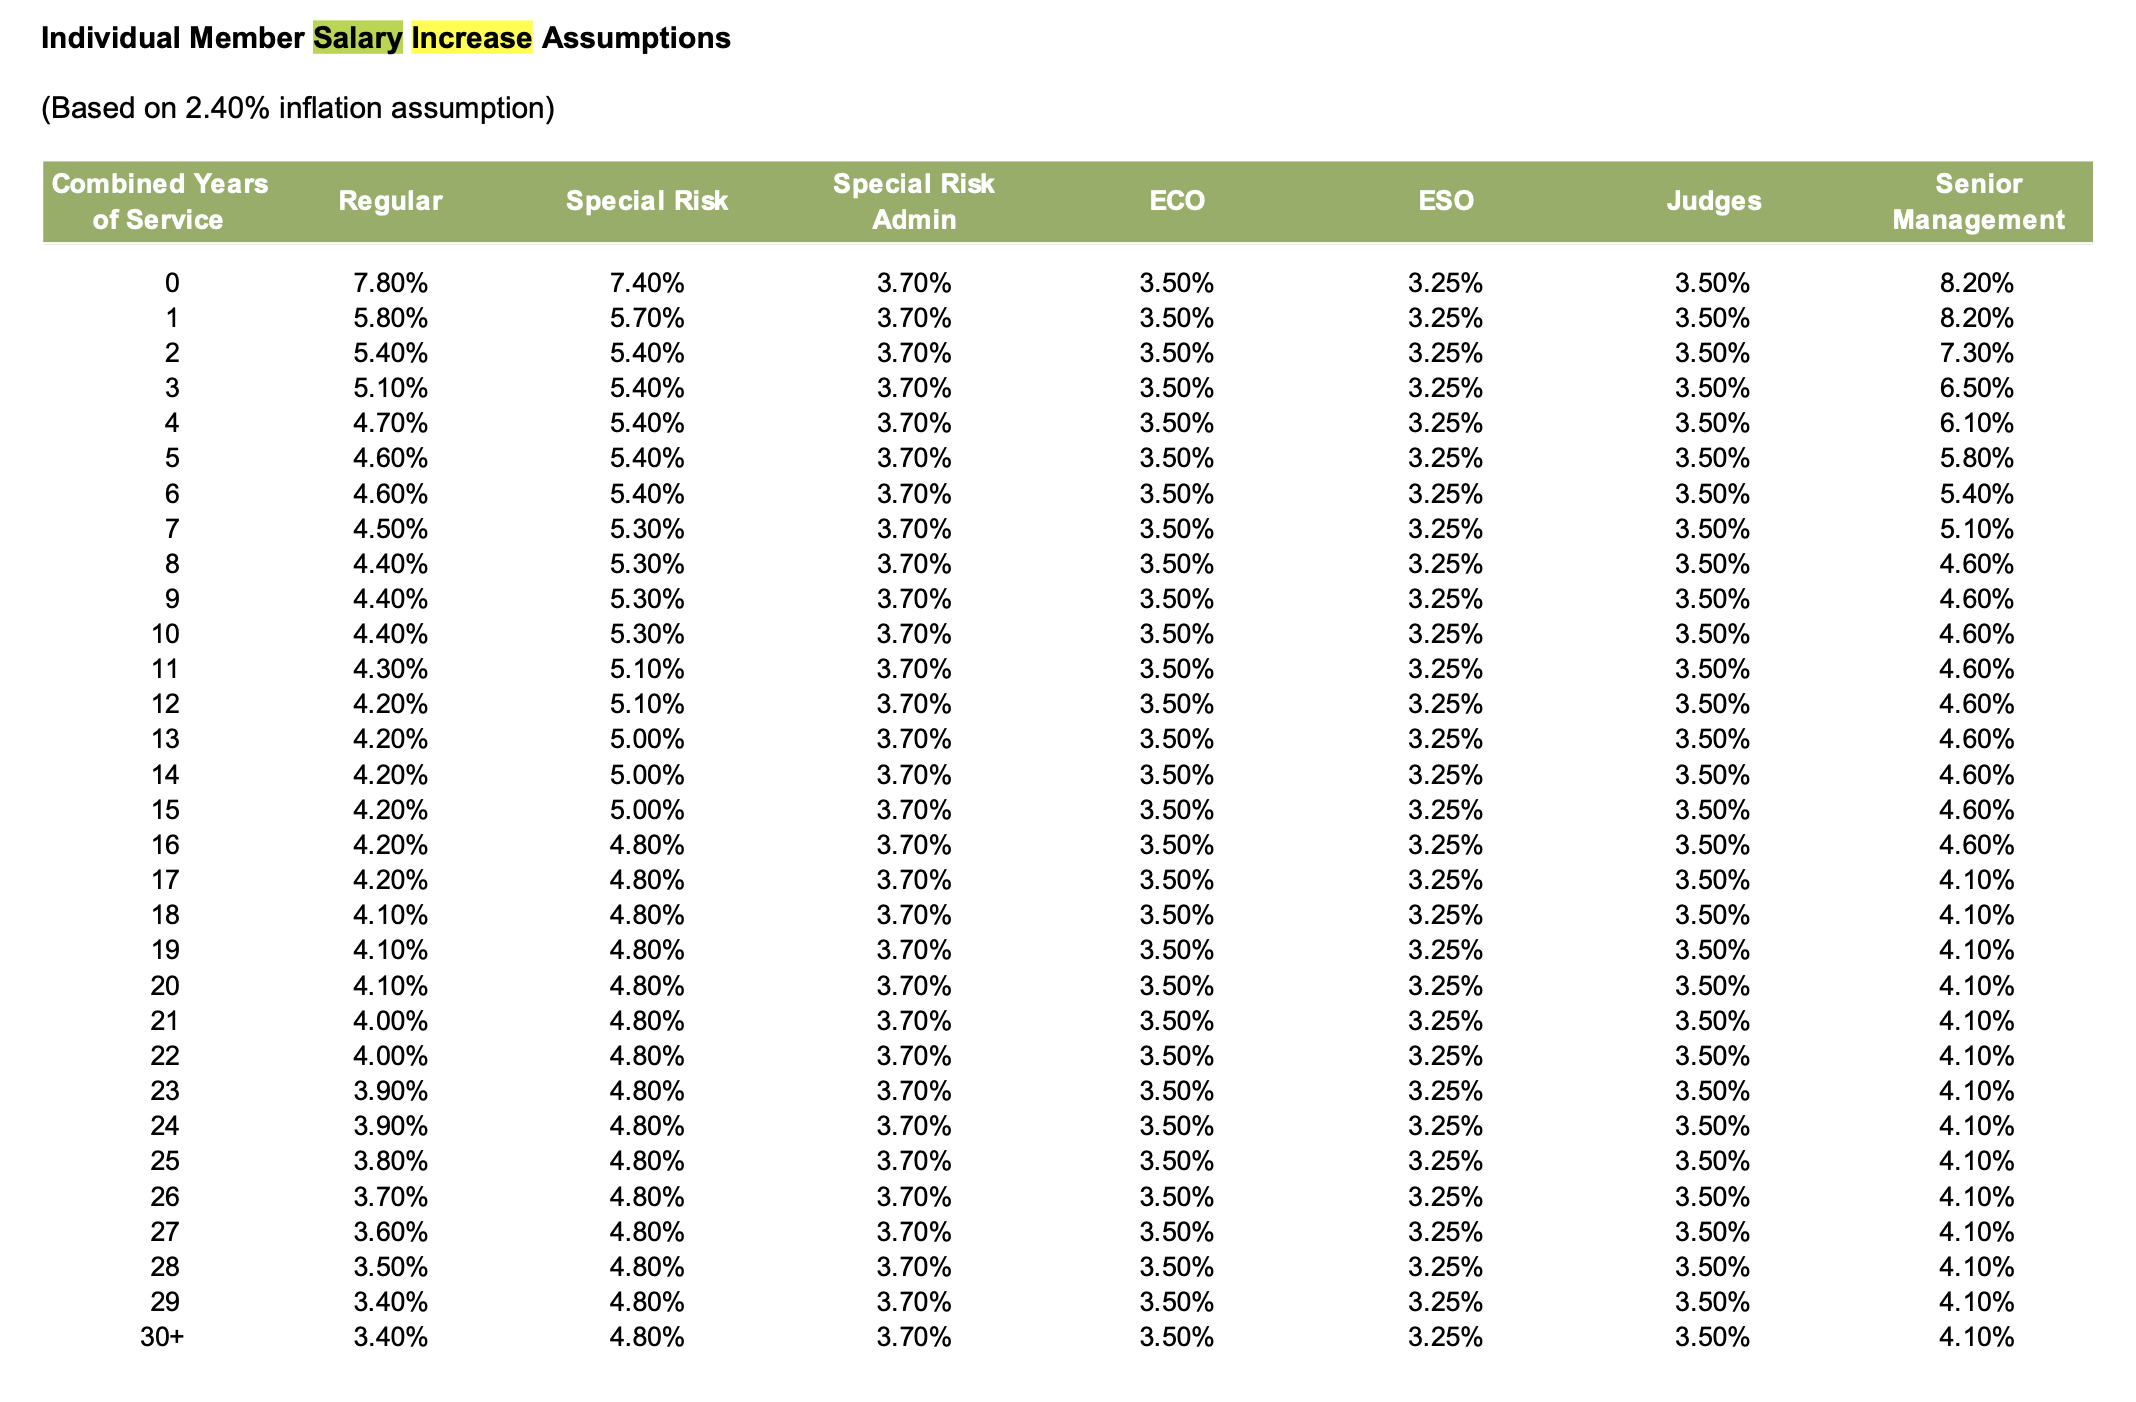 Individual Member Salary Increase Assumptions
(Based on 2.40% inflation assumption)
Combined Years of Service Regular Special Risk Special Risk Admin ECO ESO Judges Senior Management
0 7.80% 7.40% 3.70% 3.50% 3.25% 3.50% 8.20%
1 5.80% 5.70% 3.70% 3.50% 3.25% 3.50% 8.20%
2 5.40% 5.40% 3.70% 3.50% 3.25% 3.50% 7.30%
3 5.10% 5.40% 3.70% 3.50% 3.25% 3.50% 6.50%
4 4.70% 5.40% 3.70% 3.50% 3.25% 3.50% 6.10%
5 4.60% 5.40% 3.70% 3.50% 3.25% 3.50% 5.80%
6 4.60% 5.40% 3.70% 3.50% 3.25% 3.50% 5.40%
7 4.50% 5.30% 3.70% 3.50% 3.25% 3.50% 5.10%
8 4.40% 5.30% 3.70% 3.50% 3.25% 3.50% 4.60%
9 4.40% 5.30% 3.70% 3.50% 3.25% 3.50% 4.60%
10 4.40% 5.30% 3.70% 3.50% 3.25% 3.50% 4.60%
11 4.30% 5.10% 3.70% 3.50% 3.25% 3.50% 4.60%
12 4.20% 5.10% 3.70% 3.50% 3.25% 3.50% 4.60%
13 4.20% 5.00% 3.70% 3.50% 3.25% 3.50% 4.60%
14 4.20% 5.00% 3.70% 3.50% 3.25% 3.50% 4.60%
15 4.20% 5.00% 3.70% 3.50% 3.25% 3.50% 4.60%
16 4.20% 4.80% 3.70% 3.50% 3.25% 3.50% 4.60%
17 4.20% 4.80% 3.70% 3.50% 3.25% 3.50% 4.10%
18 4.10% 4.80% 3.70% 3.50% 3.25% 3.50% 4.10%
19 4.10% 4.80% 3.70% 3.50% 3.25% 3.50% 4.10%
20 4.10% 4.80% 3.70% 3.50% 3.25% 3.50% 4.10%
21 4.00% 4.80% 3.70% 3.50% 3.25% 3.50% 4.10%
22 4.00% 4.80% 3.70% 3.50% 3.25% 3.50% 4.10%
23 3.90% 4.80% 3.70% 3.50% 3.25% 3.50% 4.10%
24 3.90% 4.80% 3.70% 3.50% 3.25% 3.50% 4.10%
25 3.80% 4.80% 3.70% 3.50% 3.25% 3.50% 4.10%
26 3.70% 4.80% 3.70% 3.50% 3.25% 3.50% 4.10%
27 3.60% 4.80% 3.70% 3.50% 3.25% 3.50% 4.10%
28 3.50% 4.80% 3.70% 3.50% 3.25% 3.50% 4.10%
29 3.40% 4.80% 3.70% 3.50% 3.25% 3.50% 4.10%
30+ 3.40% 4.80% 3.70% 3.50% 3.25% 3.50% 4.10%